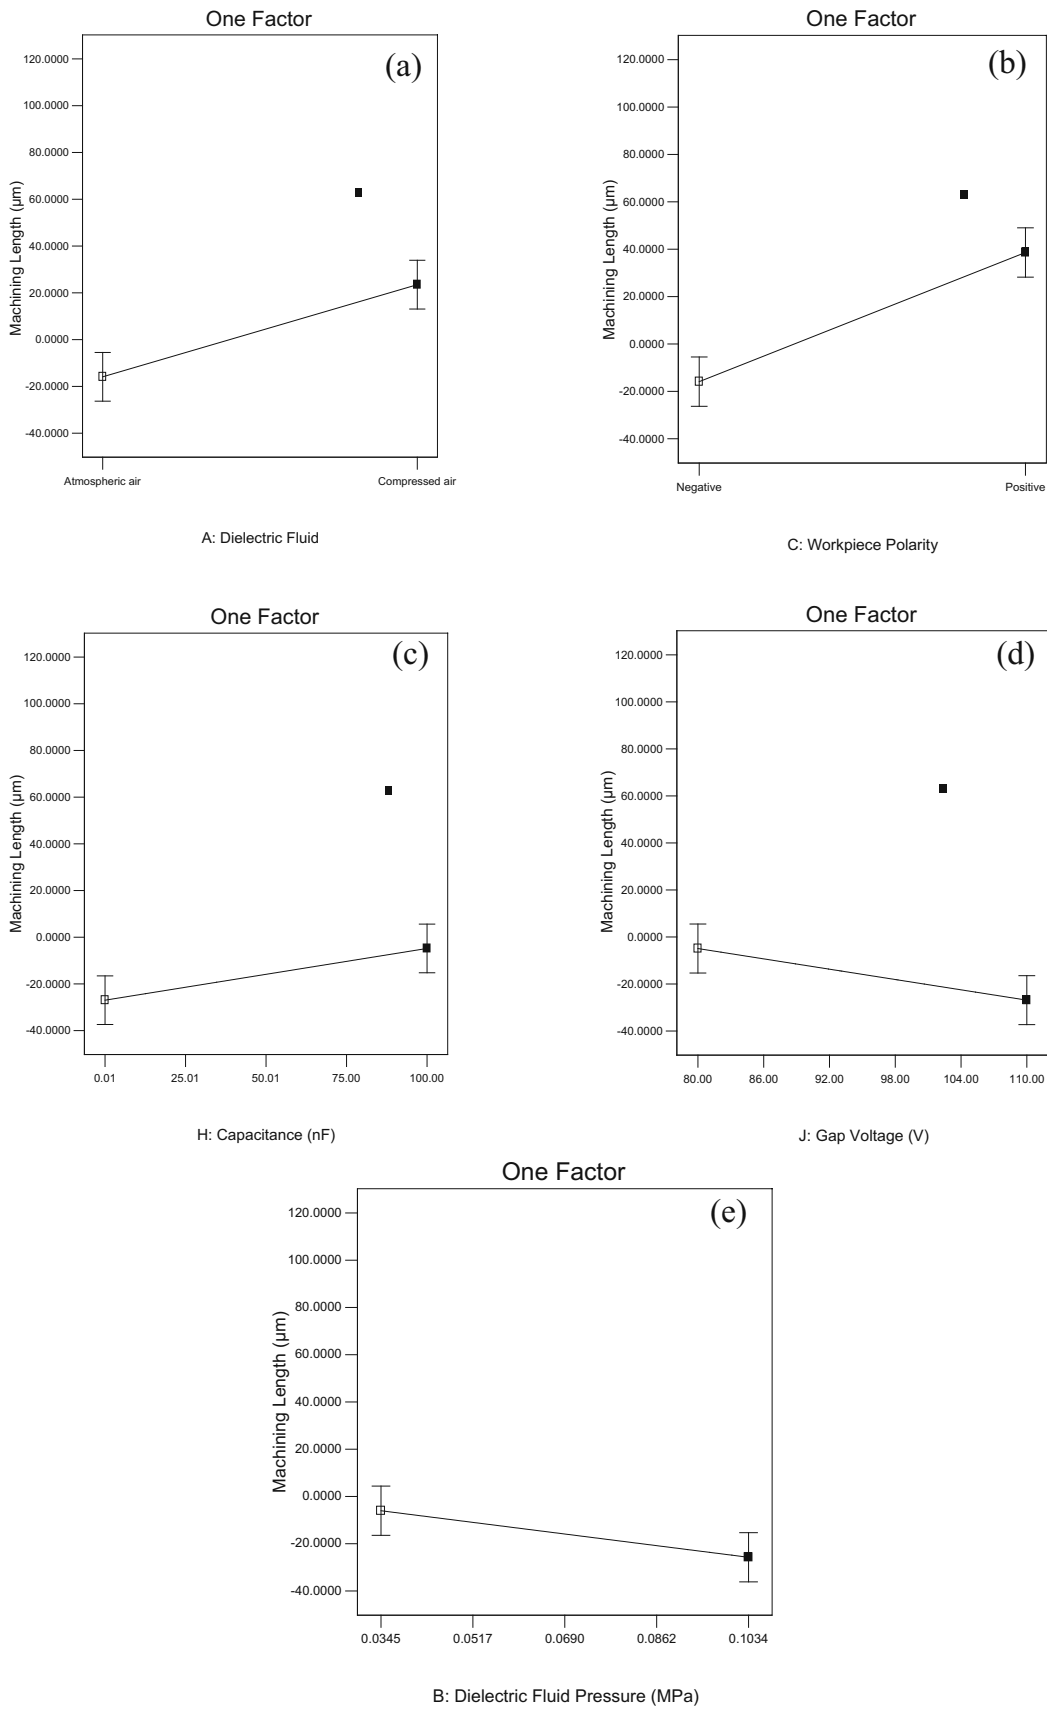 One Factor
(a)
120.0000
100.0000
80.0000
60.0000
40.0000
20.0000
0.0000
-20.0000
-40.0000
Machining Length (µm)
Atmospheric air
Compressed air
A: Dielectric Fluid
One Factor
(b)
120.0000
100.0000
80.0000
60.0000
40.0000
20.0000
0.0000
-20.0000
-40.0000
Machining Length (µm)
Negative
Positive
C: Workpiece Polarity
One Factor
(c)
120.0000
100.0000
80.0000
60.0000
40.0000
20.0000
0.0000
-20.0000
-40.0000
Machining Length (µm)
0.01 25.01 50.01 75.00 100.00
H: Capacitance (nF)
One Factor
(d)
120.0000
100.0000
80.0000
60.0000
40.0000
20.0000
0.0000
-20.0000
-40.0000
Machining Length (µm)
80.00 86.00 92.00 98.00 104.00 110.00
J: Gap Voltage (V)
One Factor
(e)
120.0000
100.0000
80.0000
60.0000
40.0000
20.0000
0.0000
-20.0000
-40.0000
Machining Length (µm)
0.0345 0.0517 0.0690 0.0862 0.1034
B: Dielectric Fluid Pressure (MPa)